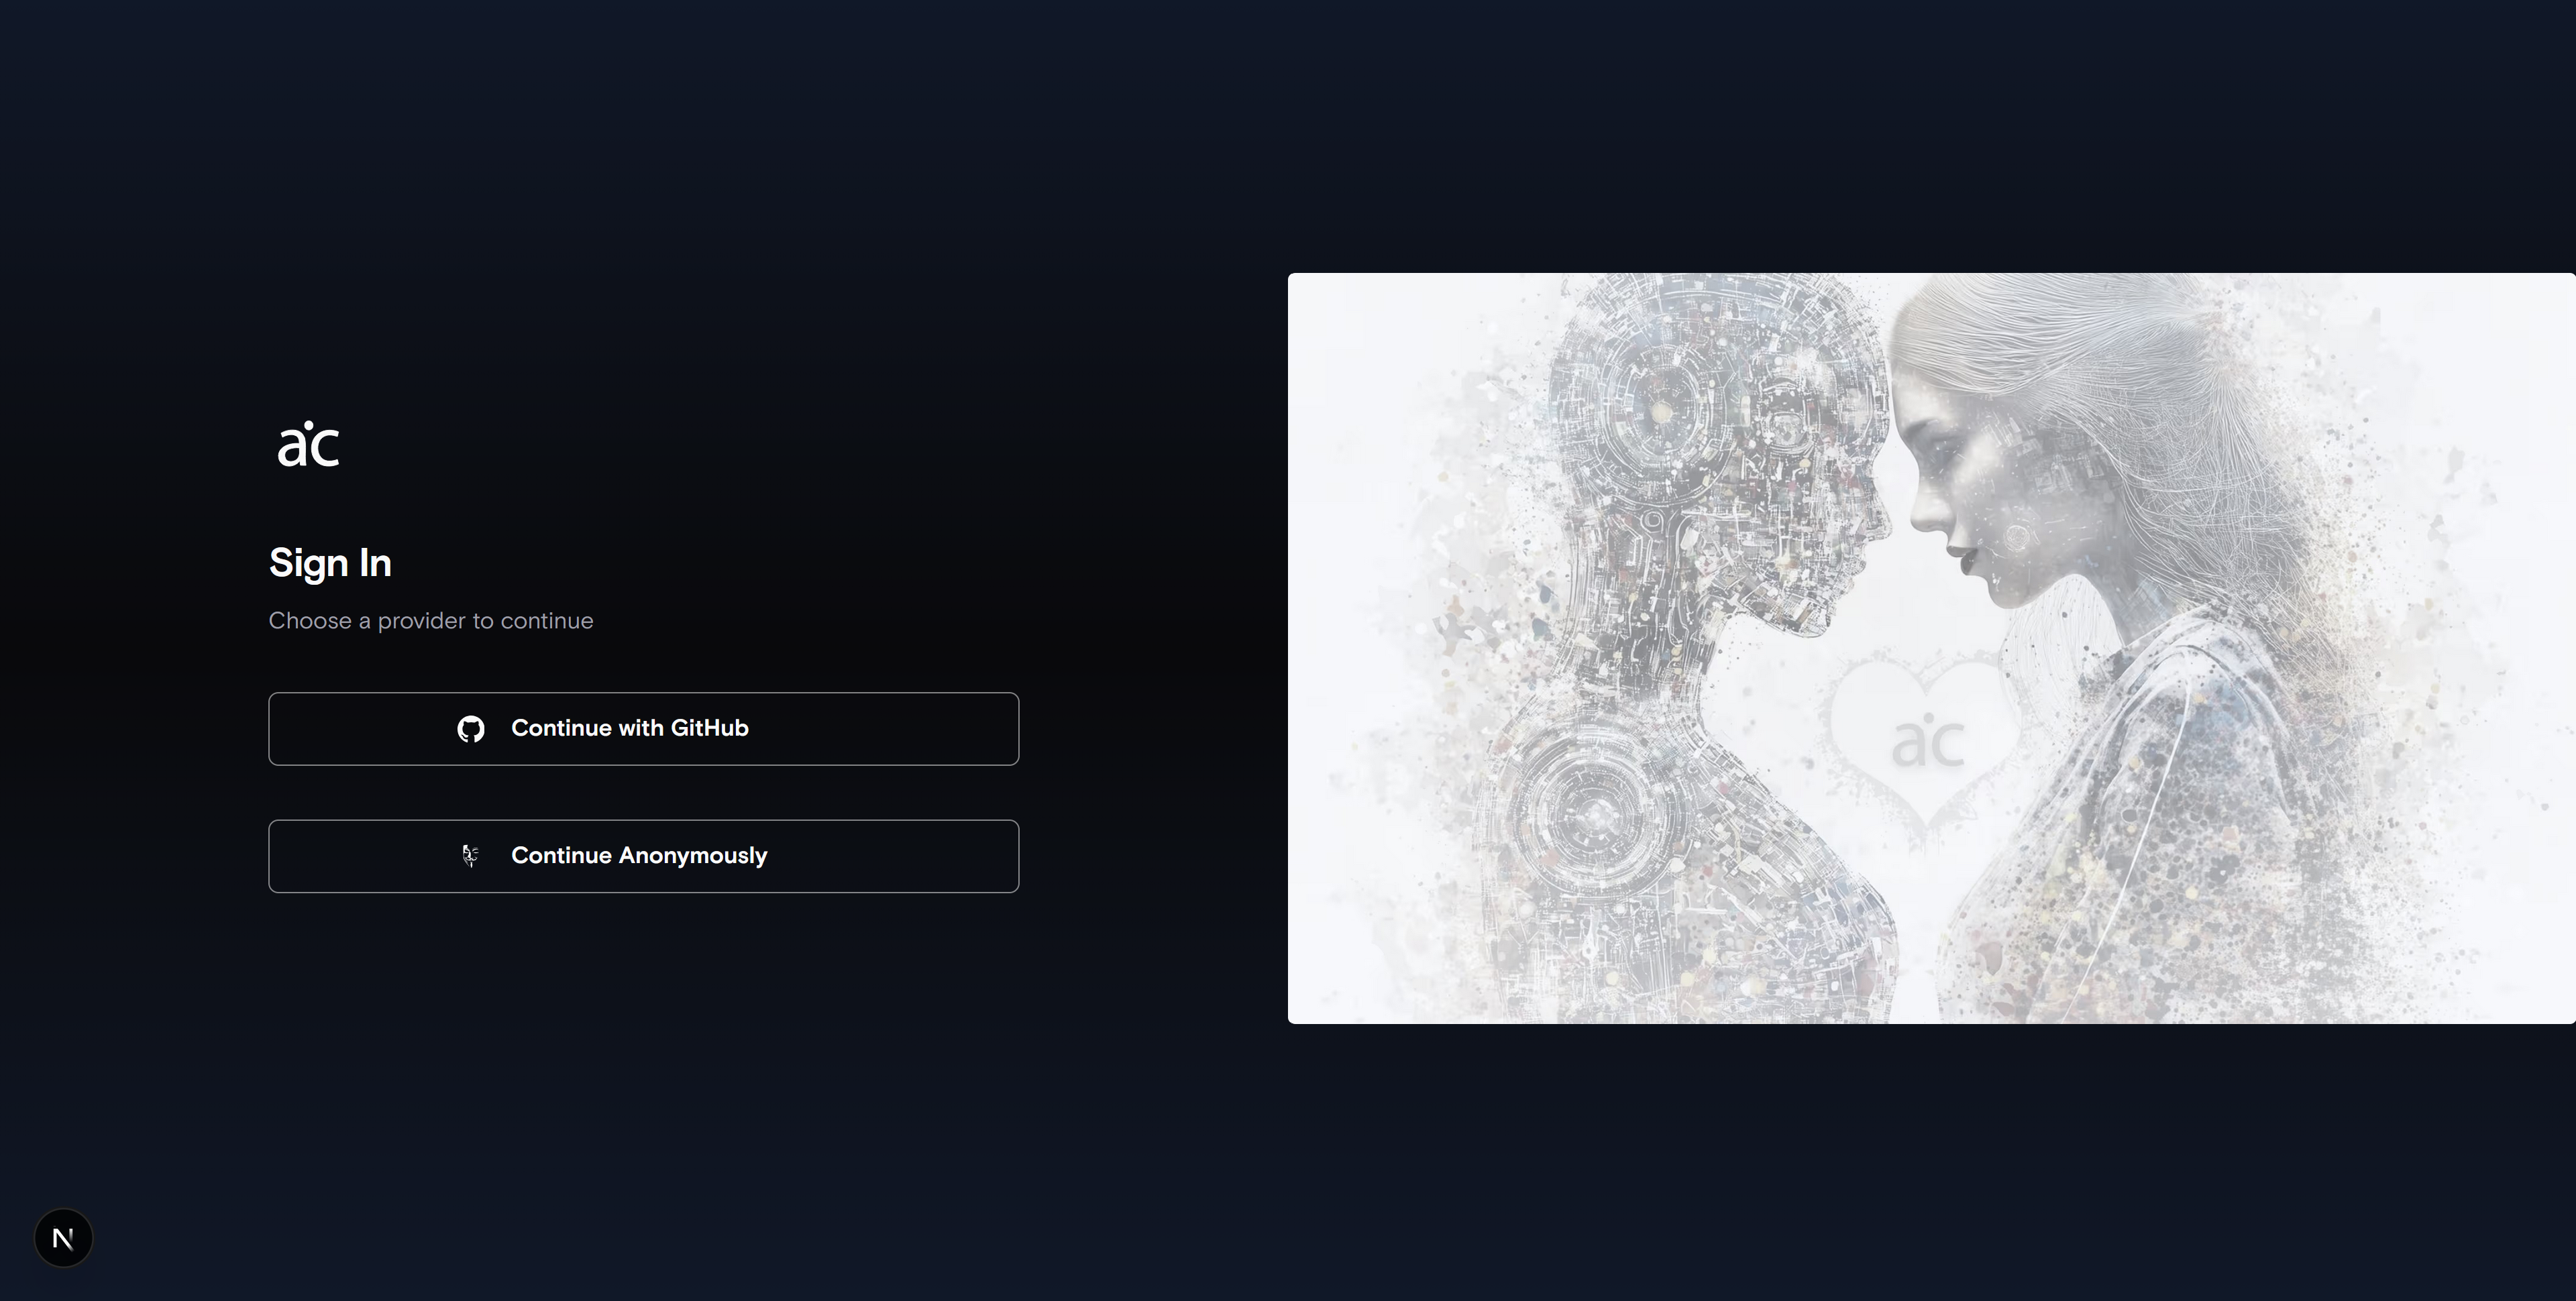 ac
Sign In
Choose a provider to continue
Continue with GitHub
Continue Anonymously
ac
N